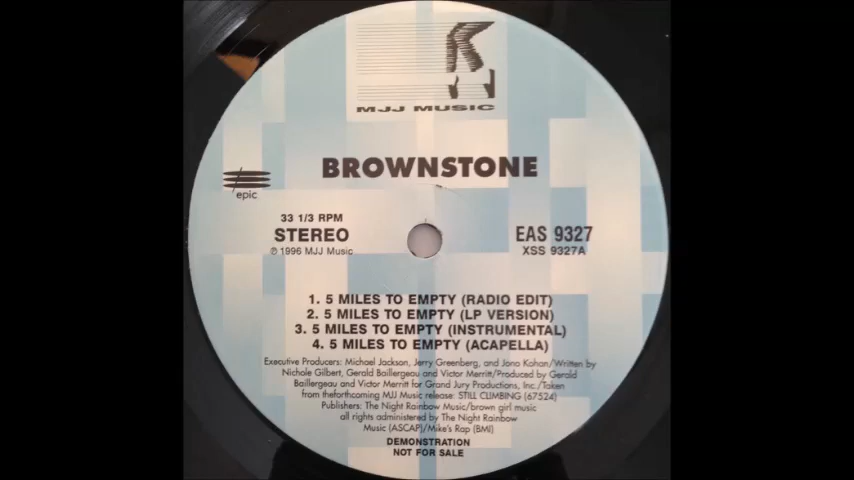 MJJ MUSIC
BROWNSTONE
epic
33 1/3 RPM
STEREO
℗ 1996 MJJ Music
EAS 9327
XSS 9327A
1. 5 MILES TO EMPTY (RADIO EDIT)
2. 5 MILES TO EMPTY (LP VERSION)
3. 5 MILES TO EMPTY (INSTRUMENTAL)
4. 5 MILES TO EMPTY (ACAPELLA)
Executive Producers: Michael Jackson, Jerry Greenberg, and Jono Kohan/Written by
Nichole Gilbert, Gerald Baillergeau and Victor Merritt/Produced by Gerald
Baillergeau and Victor Merritt for Grand Jury Productions, Inc./Taken
from theforthcoming MJJ Music release: STILL CLIMBING (67524)
Publishers: The Night Rainbow Music/brown girl music
all rights administered by The Night Rainbow
Music (ASCAP)/Mike's Rap (BMI)
DEMONSTRATION
NOT FOR SALE